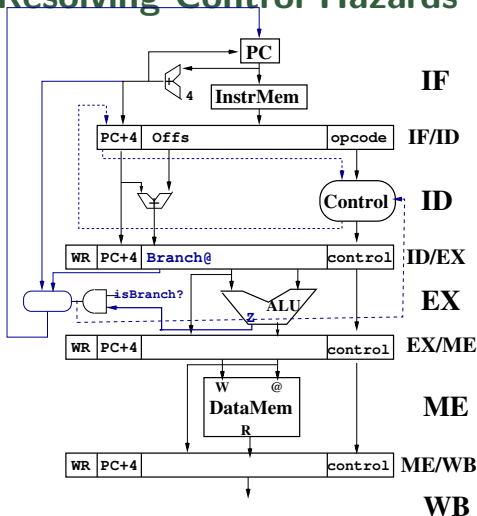 Resolving Control Hazards
PC
4
InstrMem
IF
PC+4 Offs opcode IF/ID
Control
ID
WR PC+4 Branch@ control ID/EX
isBranch?
ALU
Z
EX
WR PC+4 control EX/ME
W @
DataMem
R
ME
WR PC+4 control ME/WB
WB